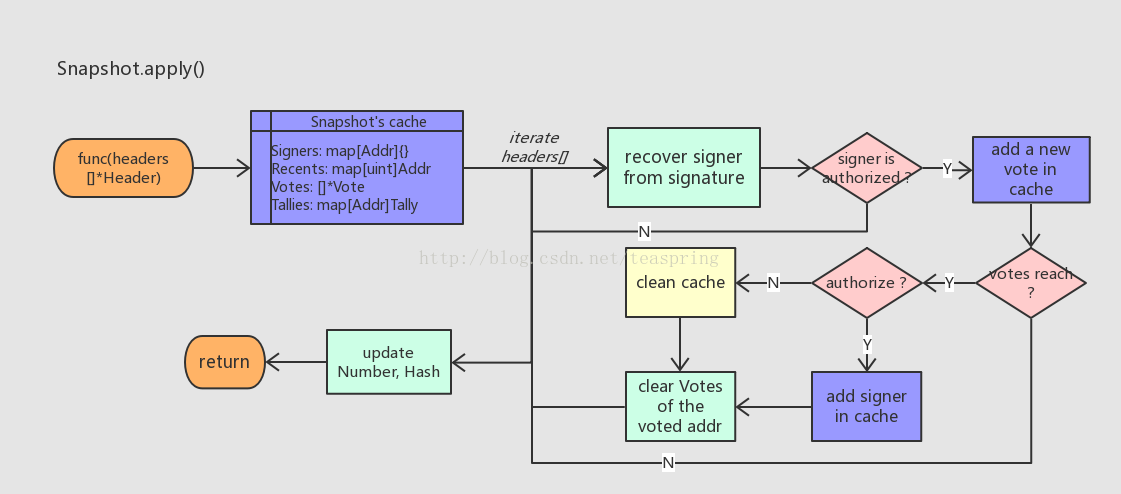 Snapshot.apply()
func(headers
[]*Header)
Snapshot's cache
Signers: map[Addr]{}
Recents: map[uint]Addr
Votes: []*Vote
Tallies: map[Addr]Tally
iterate
headers[]
recover signer
from signature
signer is
authorized ?
Y
add a new
vote in
cache
N
http://blog.csdn.net/teaspring
clean cache
N
authorize ?
Y
votes reach
?
Y
return
update
Number, Hash
clear Votes
of the
voted addr
add signer
in cache
N